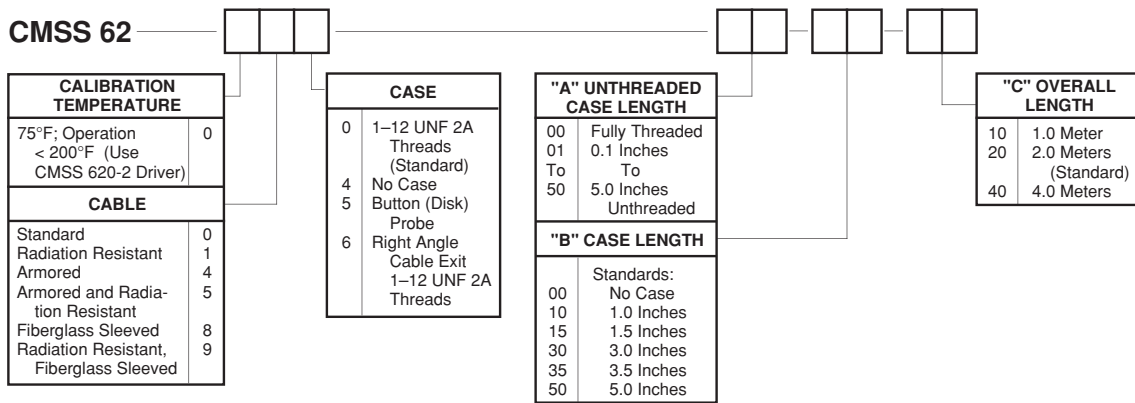 CMSS 62
CALIBRATION
TEMPERATURE
75°F; Operation 0
< 200°F (Use
CMSS 620-2 Driver)
CABLE
Standard 0
Radiation Resistant 1
Armored 4
Armored and Radia- 5
tion Resistant
Fiberglass Sleeved 8
Radiation Resistant, 9
Fiberglass Sleeved
CASE
0 1–12 UNF 2A
Threads
(Standard)
4 No Case
5 Button (Disk)
Probe
6 Right Angle
Cable Exit
1–12 UNF 2A
Threads
"A" UNTHREADED
CASE LENGTH
00 Fully Threaded
01 0.1 Inches
To To
50 5.0 Inches
Unthreaded
"B" CASE LENGTH
Standards:
00 No Case
10 1.0 Inches
15 1.5 Inches
30 3.0 Inches
35 3.5 Inches
50 5.0 Inches
"C" OVERALL
LENGTH
10 1.0 Meter
20 2.0 Meters
(Standard)
40 4.0 Meters